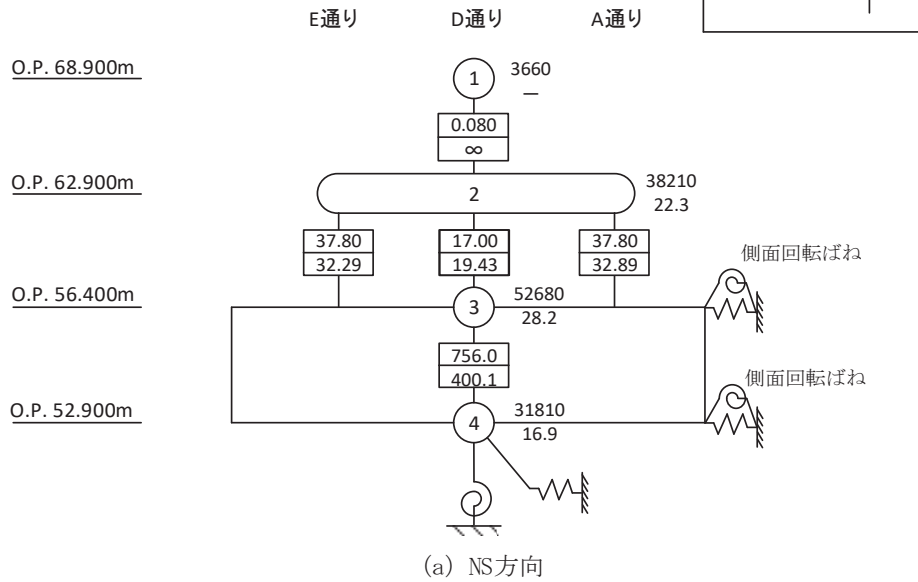 E通り D通り A通り
O.P. 68.900m 1 3660
—
0.080
∞
O.P. 62.900m 2 38210
22.3
37.80 17.00 37.80
32.29 19.43 32.89
側面回転ばね
O.P. 56.400m 3 52680
28.2
756.0
400.1
側面回転ばね
O.P. 52.900m 4 31810
16.9
(a) NS方向